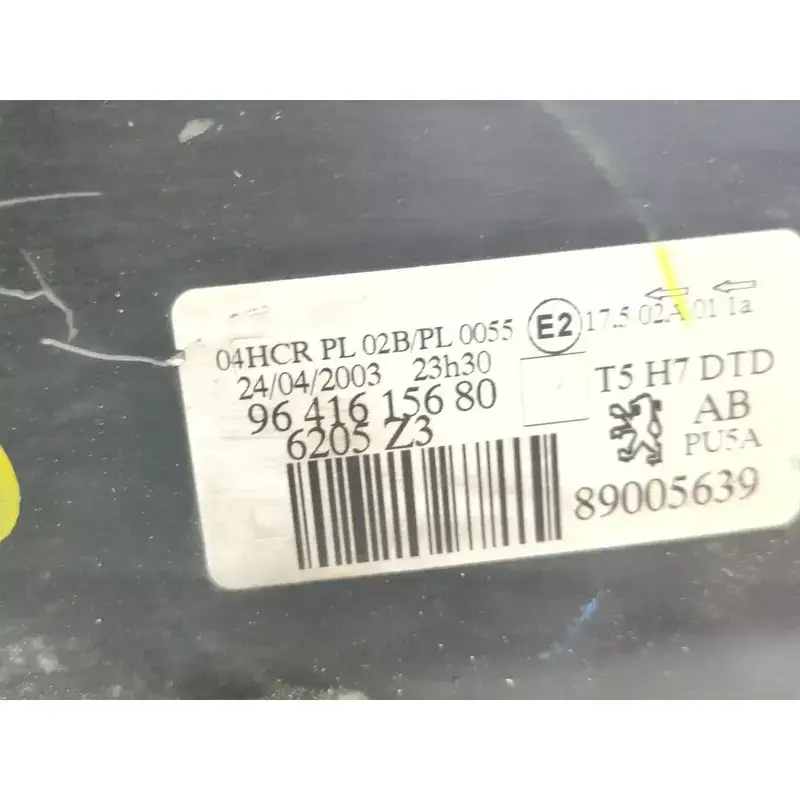 04HCR PL 02B/PL 0055 E2 17.5 02A 01 1a
24/04/2003 23h30
T5 H7 DTD
96 416 156 80
AB
6205 Z3
PU5A
89005639